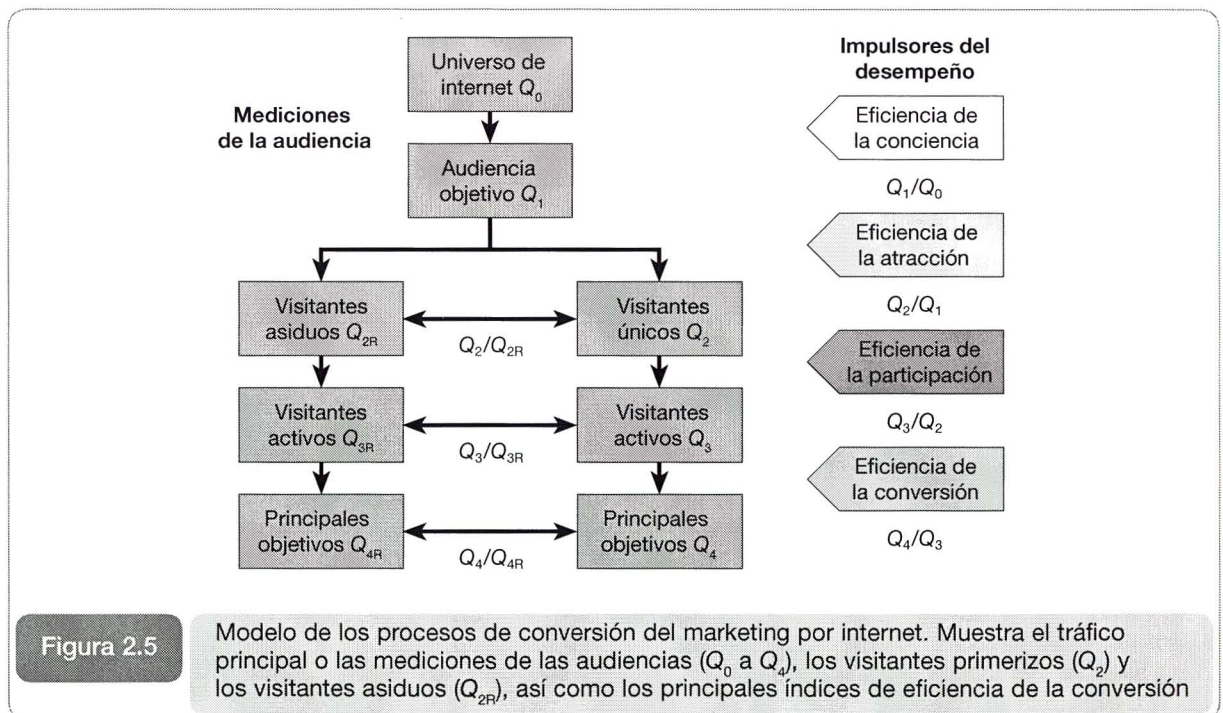 Universo de
internet Q₀
Mediciones
de la audiencia
Audiencia
objetivo Q₁
Visitantes
asiduos Q₂R
Q₂/Q₂R
Visitantes
únicos Q₂
Visitantes
activos Q₃R
Q₃/Q₃R
Visitantes
activos Q₃
Principales
objetivos Q₄R
Q₄/Q₄R
Principales
objetivos Q₄
Impulsores del
desempeño
Eficiencia de
la conciencia
Q₁/Q₀
Eficiencia de
la atracción
Q₂/Q₁
Eficiencia de
la participación
Q₃/Q₂
Eficiencia de
la conversión
Q₄/Q₃
Figura 2.5
Modelo de los procesos de conversión del marketing por internet. Muestra el tráfico
principal o las mediciones de las audiencias (Q₀ a Q₄), los visitantes primerizos (Q₂) y
los visitantes asiduos (Q₂R), así como los principales índices de eficiencia de la conversión